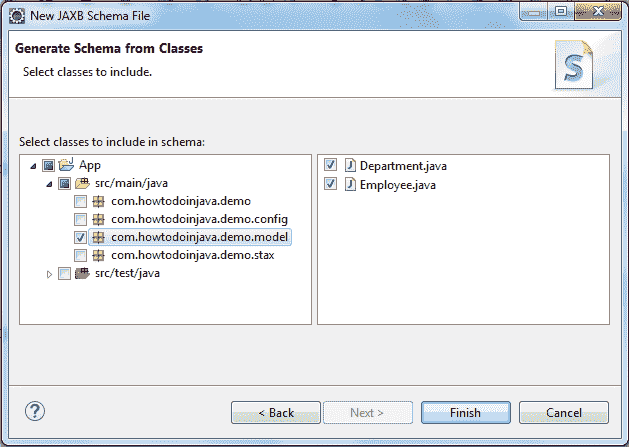 New JAXB Schema File
Generate Schema from Classes
Select classes to include.
S
Select classes to include in schema:
App
src/main/java
com.howtodoinjava.demo
com.howtodoinjava.demo.config
com.howtodoinjava.demo.model
com.howtodoinjava.demo.stax
src/test/java
J Department.java
J Employee.java
?
< Back
Next >
Finish
Cancel